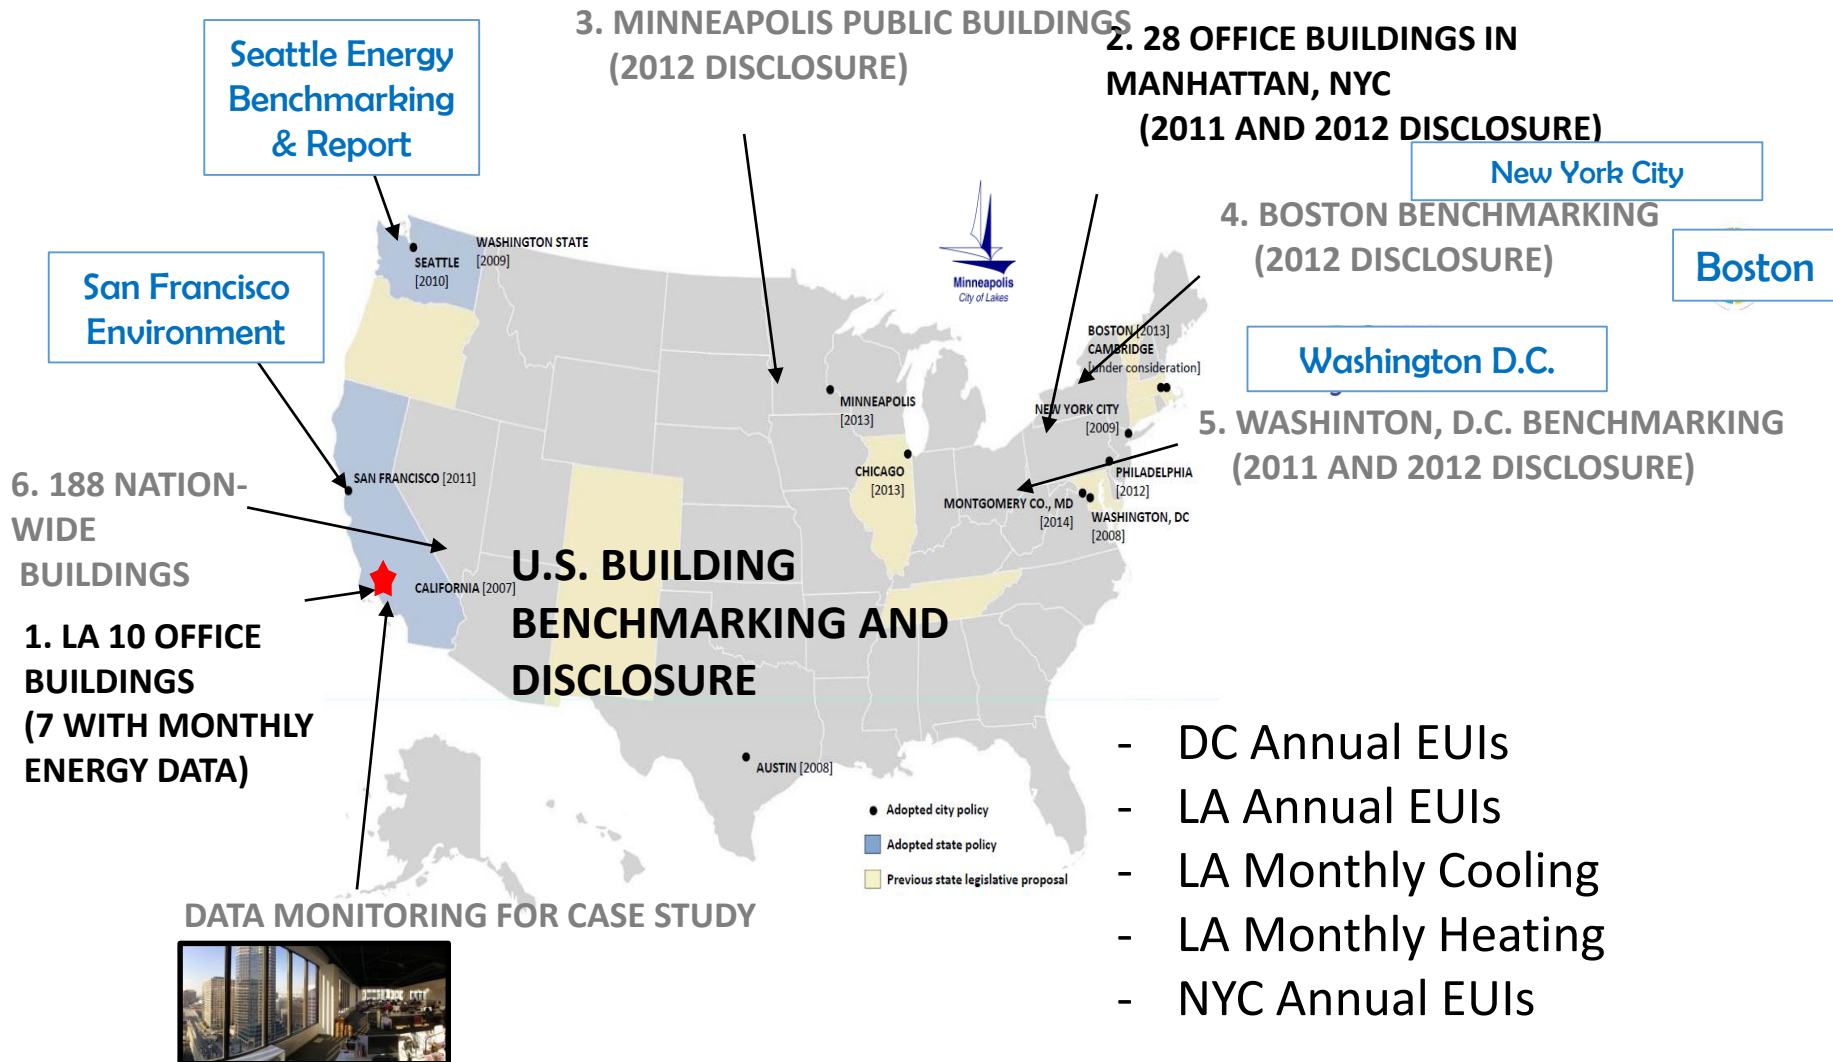 3. MINNEAPOLIS PUBLIC BUILDINGS
(2012 DISCLOSURE)
2. 28 OFFICE BUILDINGS IN
MANHATTAN, NYC
(2011 AND 2012 DISCLOSURE)
Seattle Energy
Benchmarking
& Report
New York City
4. BOSTON BENCHMARKING
(2012 DISCLOSURE)
Boston
San Francisco
Environment
WASHINGTON STATE
[2009]
SEATTLE
[2010]
Minneapolis
City of Lakes
BOSTON [2013]
CAMBRIDGE
[under consideration]
Washington D.C.
MINNEAPOLIS
[2013]
NEW YORK CITY
[2009]
5. WASHINTON, D.C. BENCHMARKING
(2011 AND 2012 DISCLOSURE)
CHICAGO
[2013]
PHILADELPHIA
[2012]
MONTGOMERY CO., MD
[2014]
WASHINGTON, DC
[2008]
SAN FRANCISCO [2011]
6. 188 NATION-
WIDE
BUILDINGS
CALIFORNIA [2007]
U.S. BUILDING
BENCHMARKING AND
DISCLOSURE
1. LA 10 OFFICE
BUILDINGS
(7 WITH MONTHLY
ENERGY DATA)
AUSTIN [2008]
Adopted city policy
Adopted state policy
Previous state legislative proposal
- DC Annual EUIs
- LA Annual EUIs
- LA Monthly Cooling
- LA Monthly Heating
- NYC Annual EUIs
DATA MONITORING FOR CASE STUDY